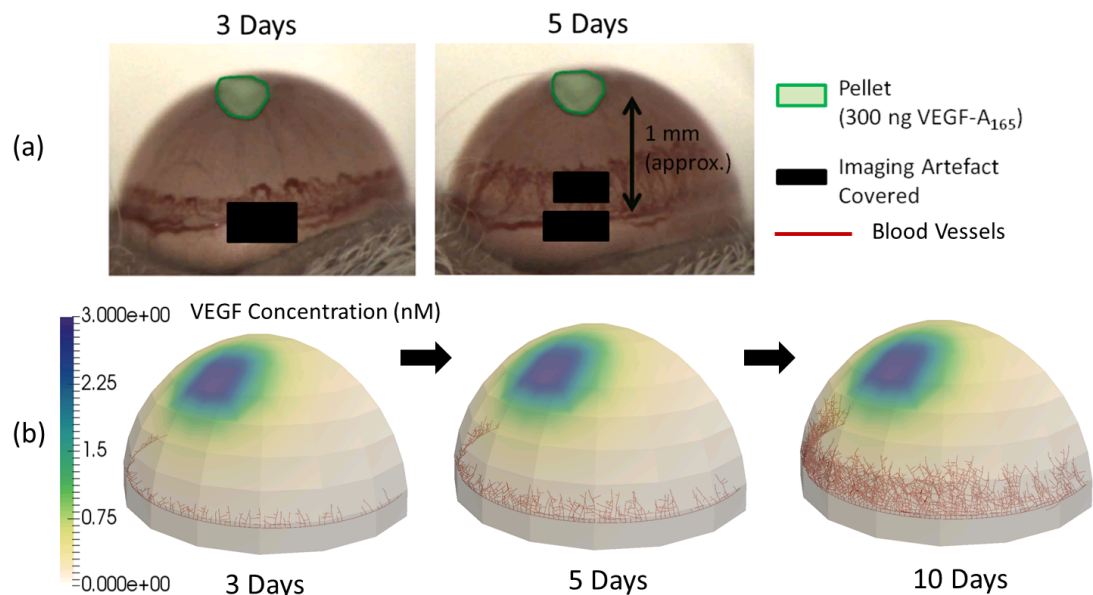 3 Days
5 Days
(a)
1 mm
(approx.)
Pellet
(300 ng VEGF-A₁₆₅)
Imaging Artefact
Covered
Blood Vessels
VEGF Concentration (nM)
3.000e+00
2.25
1.5
0.75
0.000e+00
(b)
3 Days
5 Days
10 Days